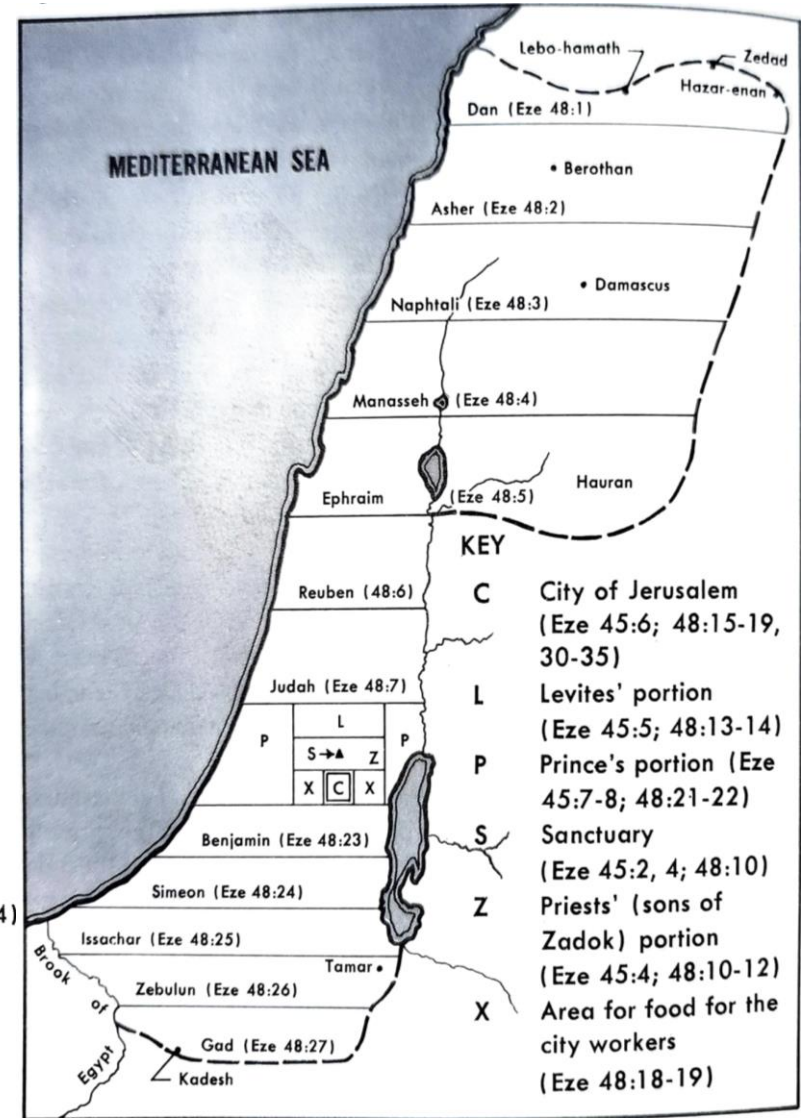 Lebo-hamath
Zedad
Hazar-enan
Dan (Eze 48:1)
MEDITERRANEAN SEA
Berothan
Asher (Eze 48:2)
Damascus
Naphtali (Eze 48:3)
Manasseh (Eze 48:4)
Hauran
Ephraim (Eze 48:5)
Reuben (48:6)
Judah (Eze 48:7)
L
P
P
S Z
X C X
Benjamin (Eze 48:23)
Simeon (Eze 48:24)
4)
Issachar (Eze 48:25)
Tamar
Brook of Egypt
Zebulun (Eze 48:26)
Gad (Eze 48:27)
Kadesh
KEY
C City of Jerusalem
(Eze 45:6; 48:15-19,
30-35)
L Levites' portion
(Eze 45:5; 48:13-14)
P Prince's portion (Eze
45:7-8; 48:21-22)
S Sanctuary
(Eze 45:2, 4; 48:10)
Z Priests' (sons of
Zadok) portion
(Eze 45:4; 48:10-12)
X Area for food for the
city workers
(Eze 48:18-19)